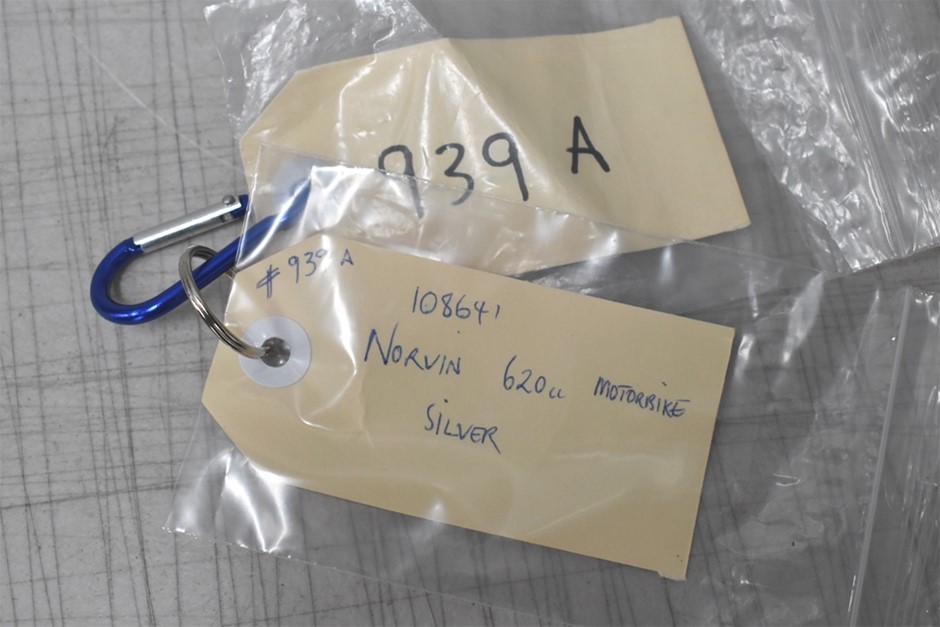 939 A
# 939 A
108641
NORVIN 620cc MOTORBIKE
SILVER